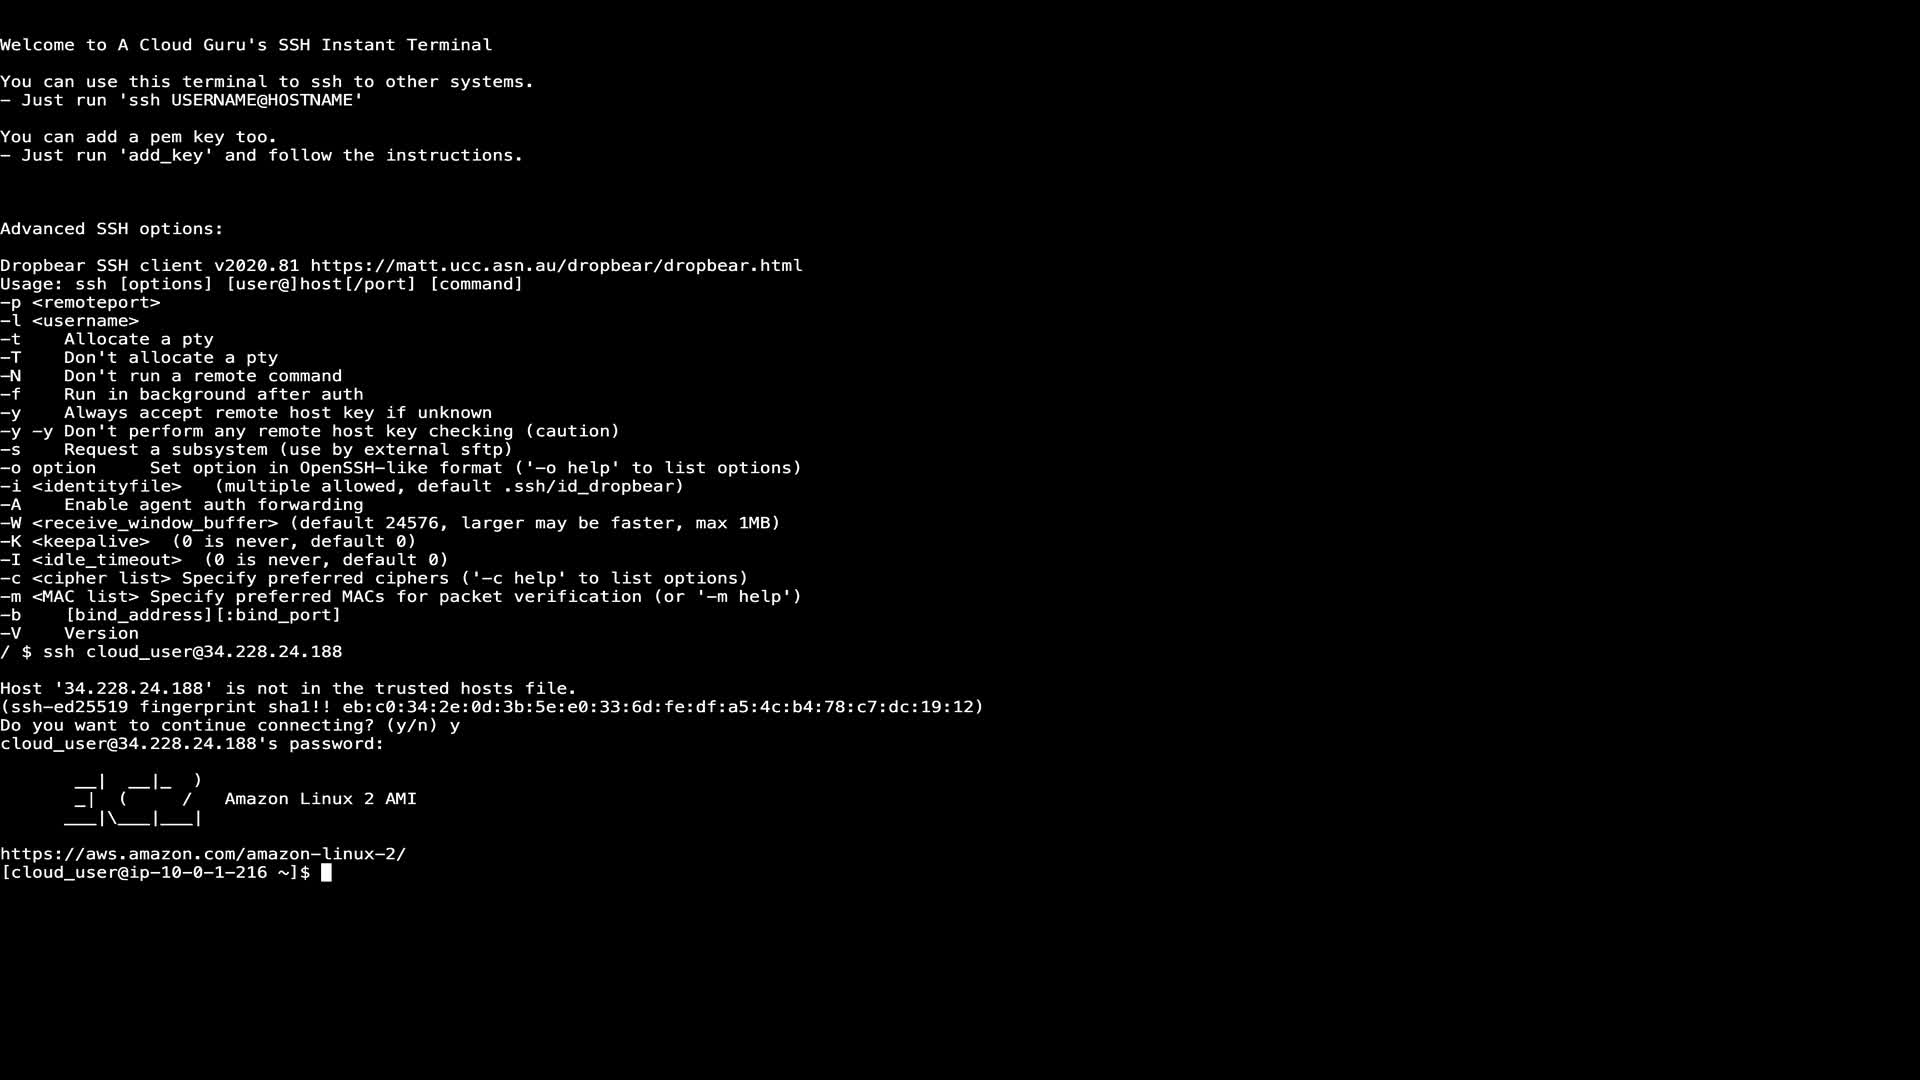 Welcome to A Cloud Guru's SSH Instant Terminal
You can use this terminal to ssh to other systems.
- Just run 'ssh USERNAME@HOSTNAME'
You can add a pem key too.
- Just run 'add_key' and follow the instructions.
Advanced SSH options:
Dropbear SSH client v2020.81 https://matt.ucc.asn.au/dropbear/dropbear.html
Usage: ssh [options] [user@]host[/port] [command]
-p <remoteport>
-l <username>
-t    Allocate a pty
-T    Don't allocate a pty
-N    Don't run a remote command
-f    Run in background after auth
-y    Always accept remote host key if unknown
-y -y Don't perform any remote host key checking (caution)
-s    Request a subsystem (use by external sftp)
-o option     Set option in OpenSSH-like format ('-o help' to list options)
-i <identityfile>   (multiple allowed, default .ssh/id_dropbear)
-A    Enable agent auth forwarding
-W <receive_window_buffer> (default 24576, larger may be faster, max 1MB)
-K <keepalive>  (0 is never, default 0)
-I <idle_timeout>  (0 is never, default 0)
-c <cipher list> Specify preferred ciphers ('-c help' to list options)
-m <MAC list> Specify preferred MACs for packet verification (or '-m help')
-b    [bind_address][:bind_port]
-V    Version
/ $ ssh cloud_user@34.228.24.188
Host '34.228.24.188' is not in the trusted hosts file.
(ssh-ed25519 fingerprint sha1!! eb:c0:34:2e:0d:3b:5e:e0:33:6d:fe:df:a5:4c:b4:78:c7:dc:19:12)
Do you want to continue connecting? (y/n) y
cloud_user@34.228.24.188's password:
       __|  __|_  )
       _|  (     /   Amazon Linux 2 AMI
      ___|\___|___|
https://aws.amazon.com/amazon-linux-2/
[cloud_user@ip-10-0-1-216 ~]$